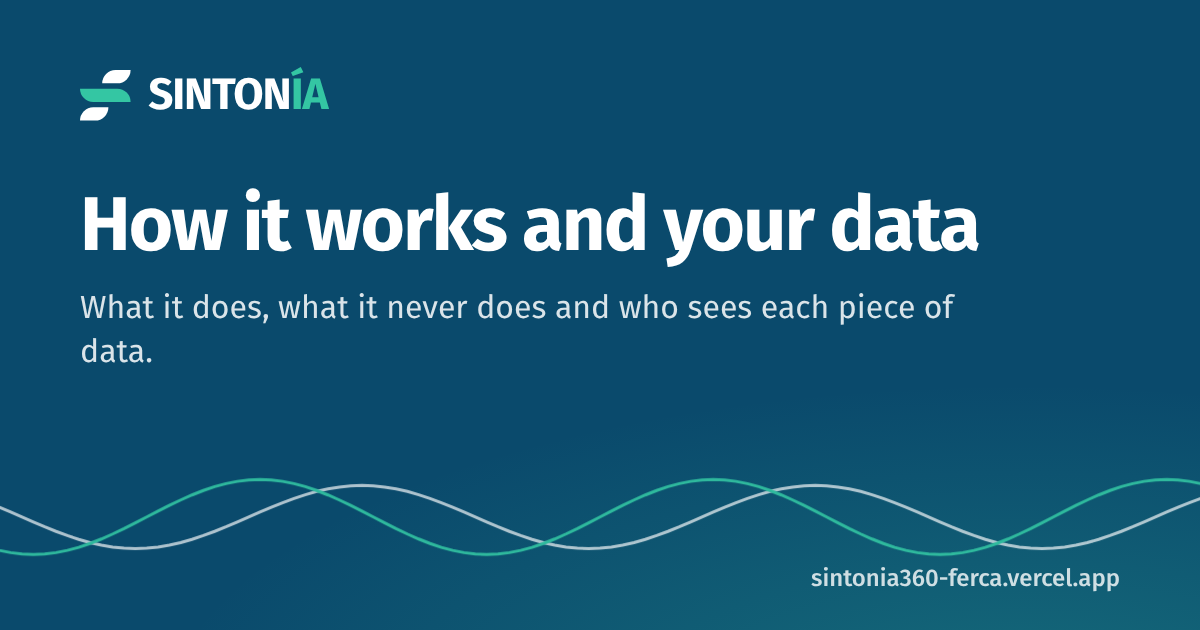 SINTONÍA
How it works and your data
What it does, what it never does and who sees each piece of
data.
sintonia360-ferca.vercel.app